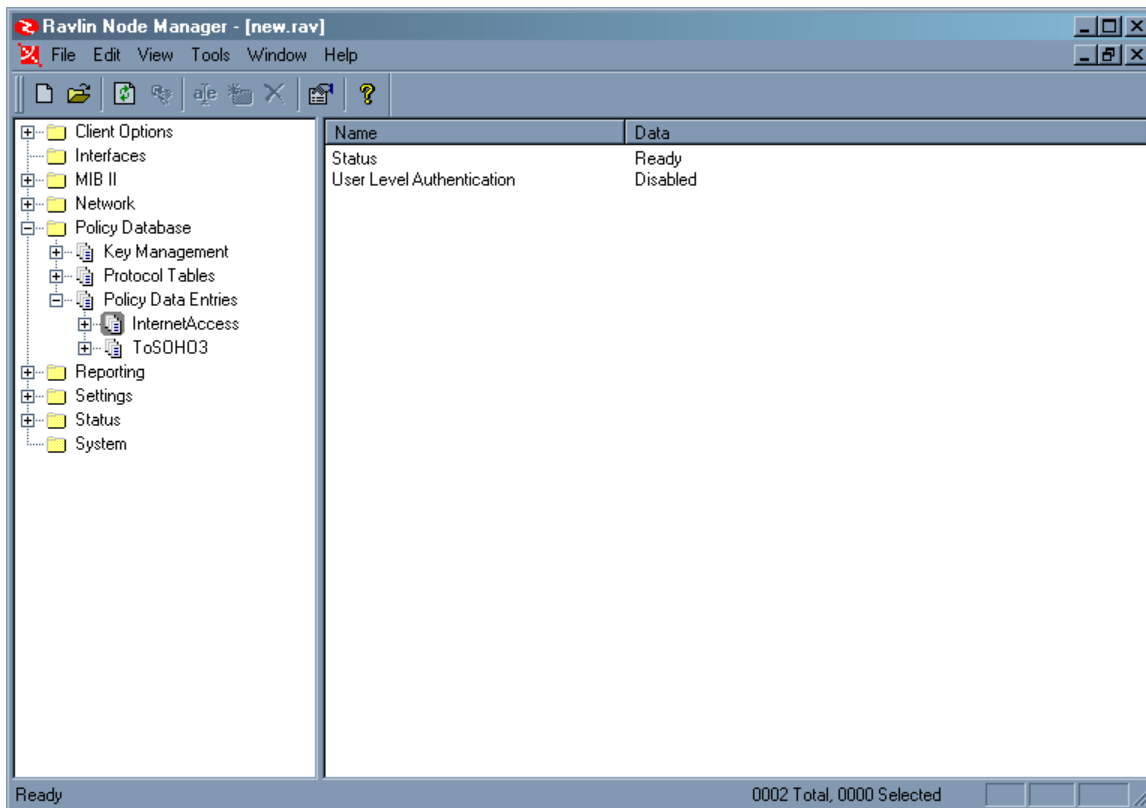 Ravlin Node Manager - [new.rav]
File Edit View Tools Window Help
Client Options
Interfaces
MIB II
Network
Policy Database
Key Management
Protocol Tables
Policy Data Entries
InternetAccess
ToSOHO3
Reporting
Settings
Status
System
Name Data
Status Ready
User Level Authentication Disabled
Ready 0002 Total, 0000 Selected